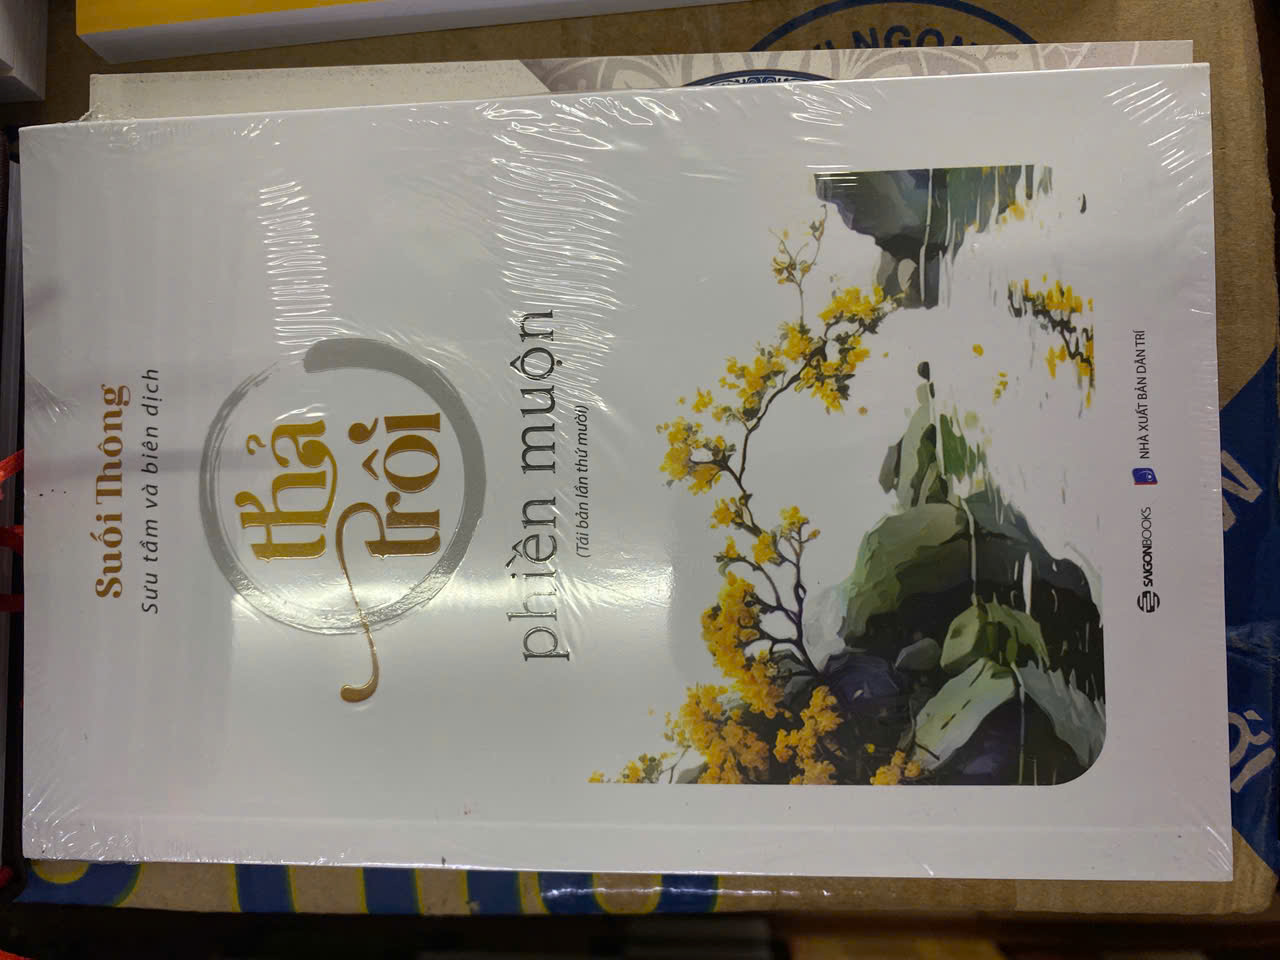 Suối Thông
Sưu tầm và biên dịch
thả
trôi
phiền muộn
(Tái bản lần thứ mười)
SAIGONBOOKS
NHÀ XUẤT BẢN DÂN TRÍ
NGON